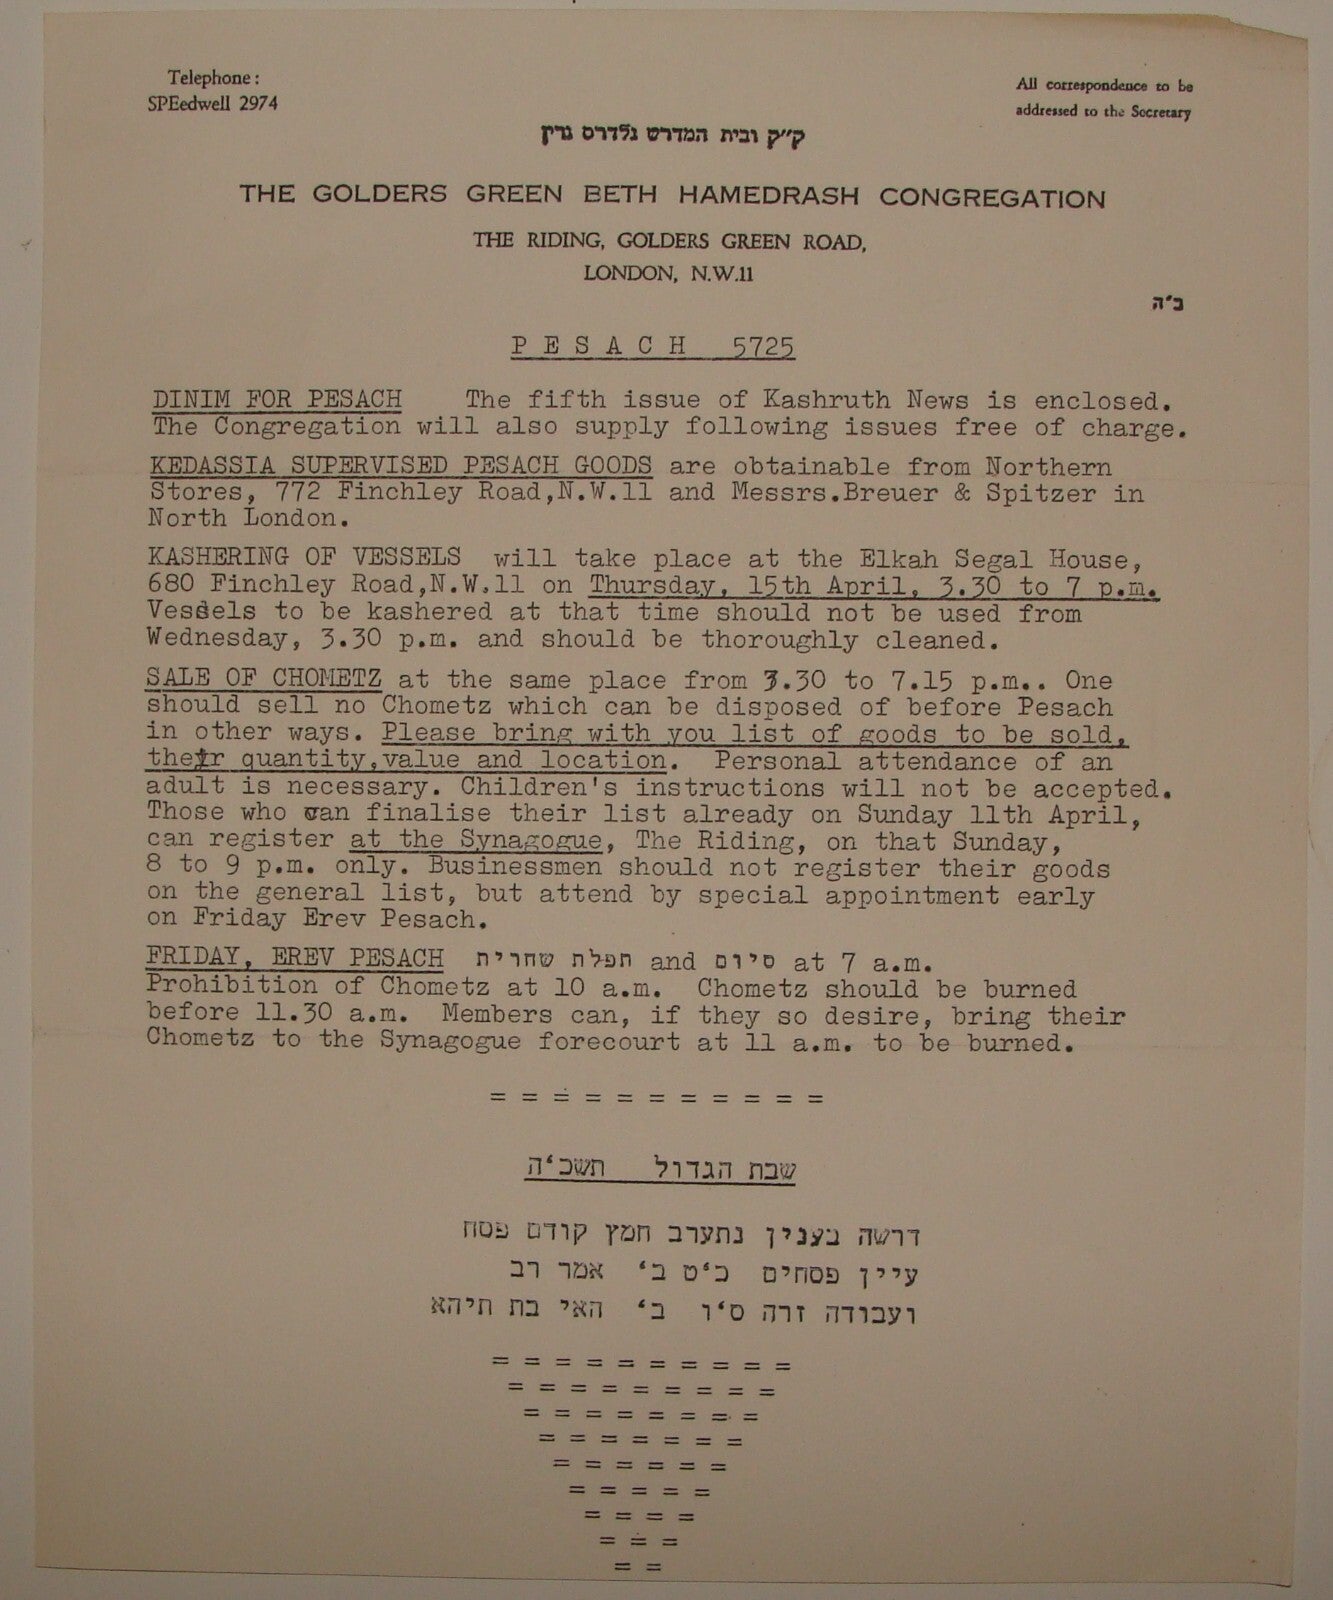 Telephone :
SPEedwell 2974
All correspondence to be
addressed to the Secretary
ק״ק ובית המדרש גלדרס גרין
THE GOLDERS GREEN BETH HAMEDRASH CONGREGATION
THE RIDING, GOLDERS GREEN ROAD,
LONDON, N.W.11
ב'ה
P E S A C H 5725
DINIM FOR PESACH The fifth issue of Kashruth News is enclosed.
The Congregation will also supply following issues free of charge.
KEDASSIA SUPERVISED PESACH GOODS are obtainable from Northern
Stores, 772 Finchley Road,N.W.11 and Messrs.Breuer & Spitzer in
North London.
KASHERING OF VESSELS will take place at the Elkah Segal House,
680 Finchley Road,N.W.11 on Thursday, 15th April, 3.30 to 7 p.m.
Vessels to be kashered at that time should not be used from
Wednesday, 3.30 p.m. and should be thoroughly cleaned.
SALE OF CHOMETZ at the same place from 3.30 to 7.15 p.m.. One
should sell no Chometz which can be disposed of before Pesach
in other ways. Please bring with you list of goods to be sold,
their quantity,value and location. Personal attendance of an
adult is necessary. Children's instructions will not be accepted.
Those who can finalise their list already on Sunday 11th April,
can register at the Synagogue, The Riding, on that Sunday,
8 to 9 p.m. only. Businessmen should not register their goods
on the general list, but attend by special appointment early
on Friday Erev Pesach.
FRIDAY, EREV PESACH תפלת שחרית and סיום at 7 a.m.
Prohibition of Chometz at 10 a.m. Chometz should be burned
before 11.30 a.m. Members can, if they so desire, bring their
Chometz to the Synagogue forecourt at 11 a.m. to be burned.
= = = = = = = = = = =
שבת הגדול תשכ'ה
דרשה בענין נתערב חמץ קודם פסח
עיין פסחים כ'ט ב' אמר רב
ועבודה זרה ס'ו ב' האי בת תיהא
= = = = = = = = = =
= = = = = = = = =
= = = = = = = =
= = = = = = =
= = = = = =
= = = = =
= = = =
= = =
= =